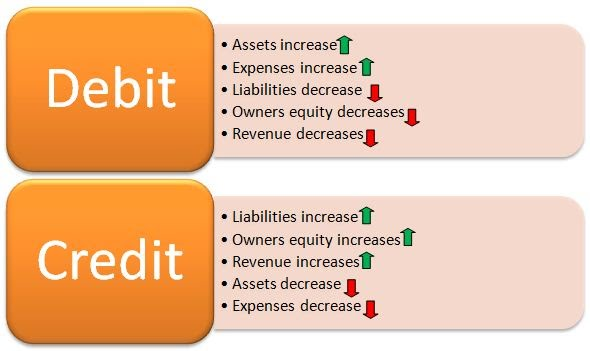 Debit
• Assets increase
• Expenses increase
• Liabilities decrease
• Owners equity decreases
• Revenue decreases
Credit
• Liabilities increase
• Owners equity increases
• Revenue increases
• Assets decrease
• Expenses decrease